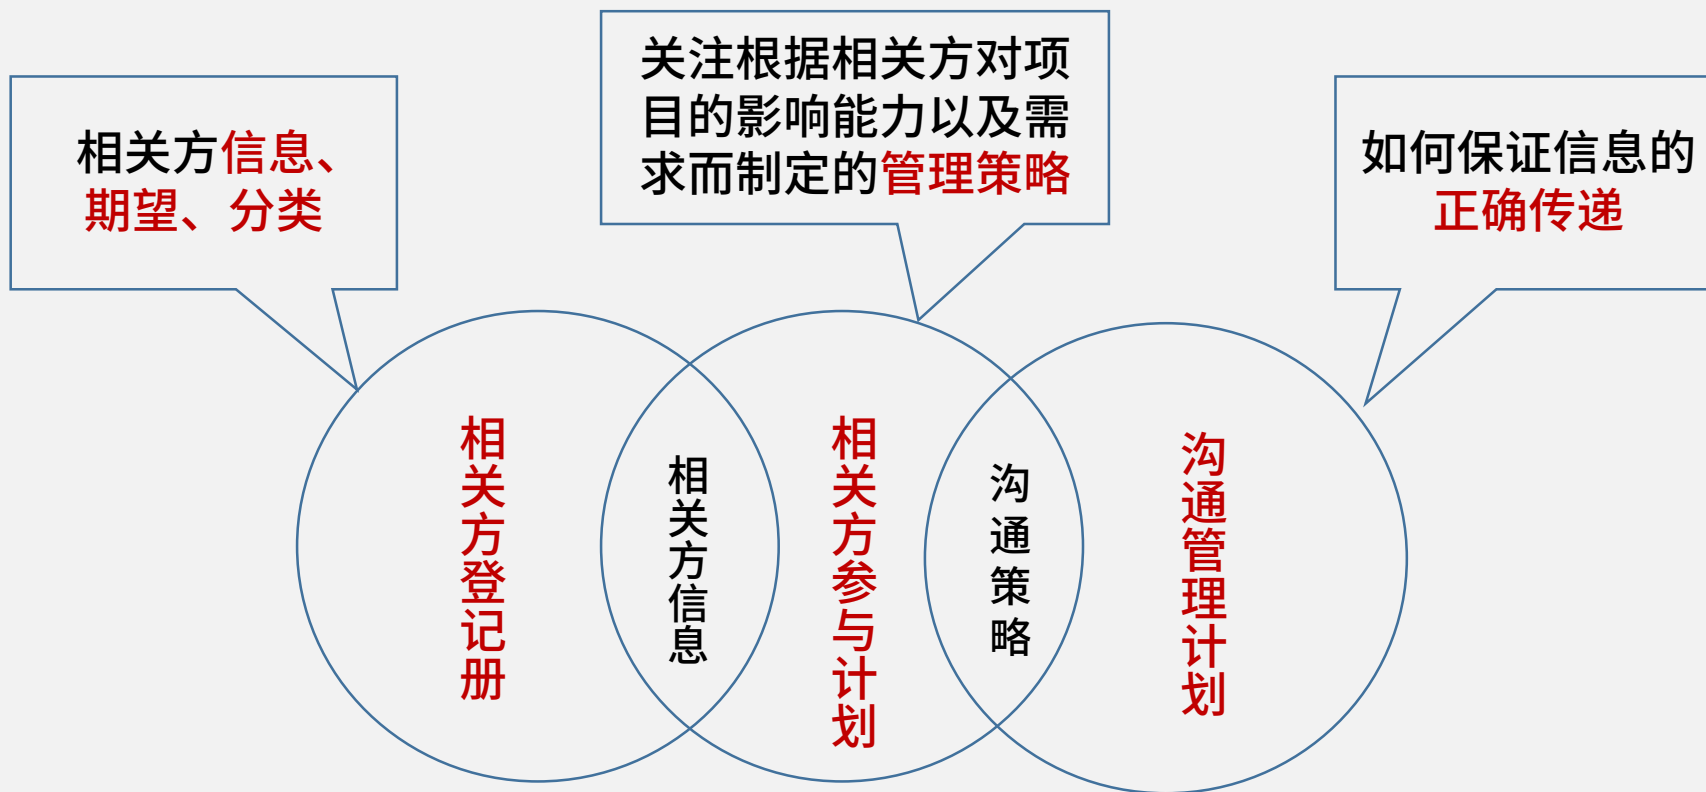 相关方信息、
期望、分类
关注根据相关方对项
目的影响能力以及需
求而制定的管理策略
如何保证信息的
正确传递
相关方登记册
相关方信息
相关方参与计划
沟通策略
沟通管理计划